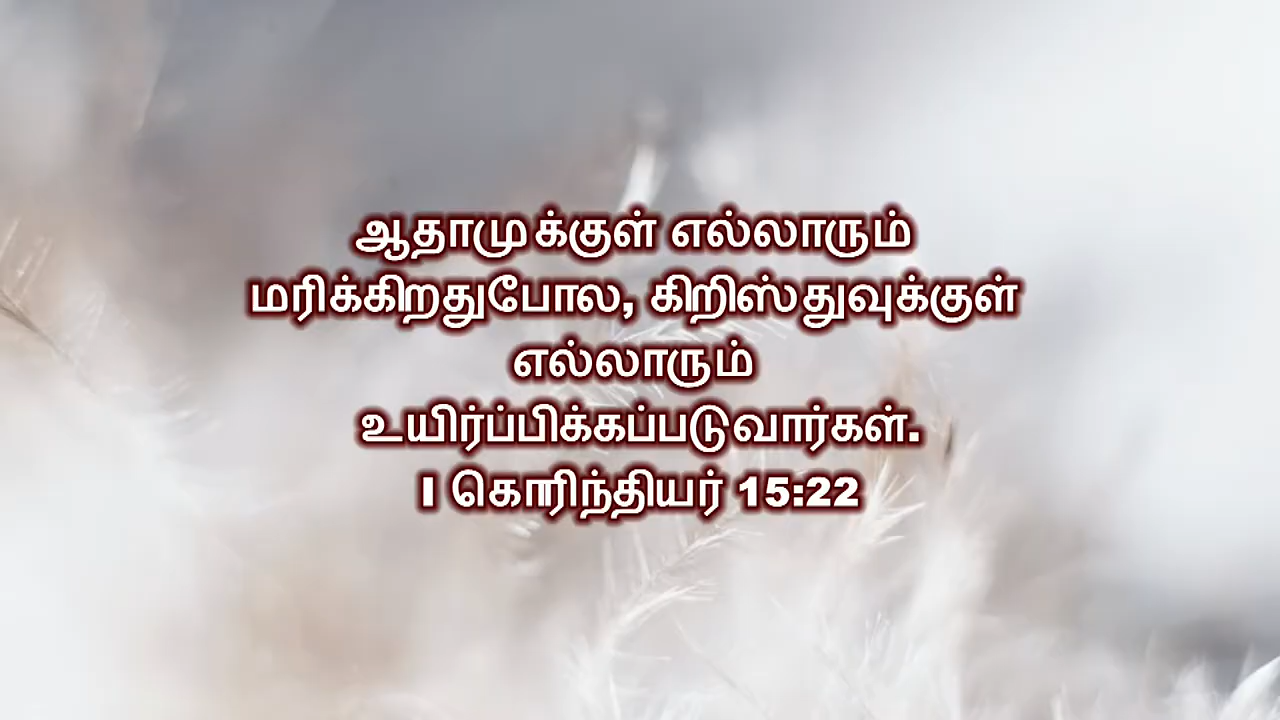 ஆதாமுக்குள் எல்லாரும்
மரிக்கிறதுபோல, கிறிஸ்துவுக்குள்
எல்லாரும்
உயிர்ப்பிக்கப்படுவார்கள்.
I கொரிந்தியர் 15:22